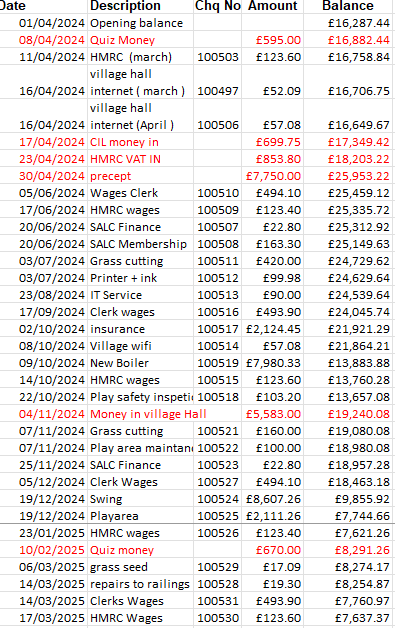 Date Description Chq No Amount Balance
01/04/2024 Opening balance £16,287.44
08/04/2024 Quiz Money £595.00 £16,882.44
11/04/2024 HMRC (march) 100503 £123.60 £16,758.84
village hall
16/04/2024 internet ( march ) 100497 £52.09 £16,706.75
village hall
16/04/2024 internet (April ) 100506 £57.08 £16,649.67
17/04/2024 CIL money in £699.75 £17,349.42
23/04/2024 HMRC VAT IN £853.80 £18,203.22
30/04/2024 precept £7,750.00 £25,953.22
05/06/2024 Wages Clerk 100510 £494.10 £25,459.12
17/06/2024 HMRC wages 100509 £123.40 £25,335.72
20/06/2024 SALC Finance 100507 £22.80 £25,312.92
20/06/2024 SALC Membership 100508 £163.30 £25,149.63
03/07/2024 Grass cutting 100511 £420.00 £24,729.62
03/07/2024 Printer + ink 100512 £99.98 £24,629.64
23/08/2024 IT Service 100513 £90.00 £24,539.64
17/09/2024 Clerk wages 100516 £493.90 £24,045.74
02/10/2024 insurance 100517 £2,124.45 £21,921.29
08/10/2024 Village wifi 100514 £57.08 £21,864.21
09/10/2024 New Boiler 100519 £7,980.33 £13,883.88
14/10/2024 HMRC wages 100515 £123.60 £13,760.28
22/10/2024 Play safety inspeti 100518 £103.20 £13,657.08
04/11/2024 Money in village Hall £5,583.00 £19,240.08
07/11/2024 Grass cutting 100521 £160.00 £19,080.08
07/11/2024 Play area maintan 100522 £100.00 £18,980.08
25/11/2024 SALC Finance 100523 £22.80 £18,957.28
05/12/2024 Clerk Wages 100527 £494.10 £18,463.18
19/12/2024 Swing 100524 £8,607.26 £9,855.92
19/12/2024 Playarea 100525 £2,111.26 £7,744.66
23/01/2025 HMRC wages 100526 £123.40 £7,621.26
10/02/2025 Quiz money £670.00 £8,291.26
06/03/2025 grass seed 100529 £17.09 £8,274.17
14/03/2025 repairs to railings 100528 £19.30 £8,254.87
14/03/2025 Clerks Wages 100531 £493.90 £7,760.97
17/03/2025 HMRC Wages 100530 £123.60 £7,637.37